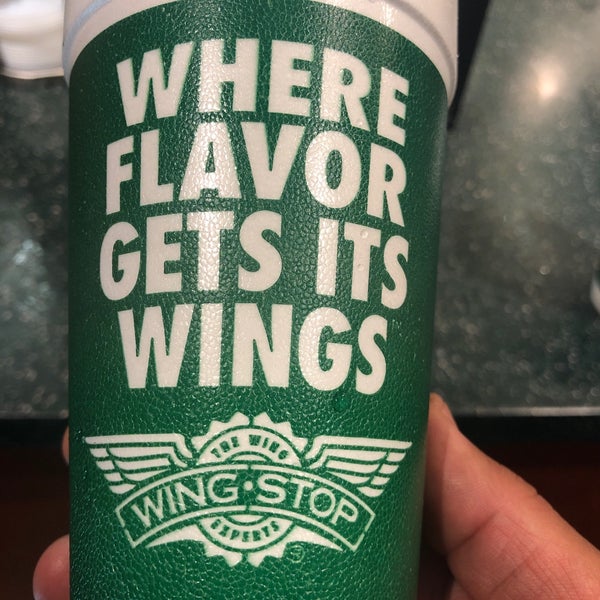 WHERE
FLAVOR
GETS ITS
WINGS
THE WING
WING·STOP
EXPERTS
®